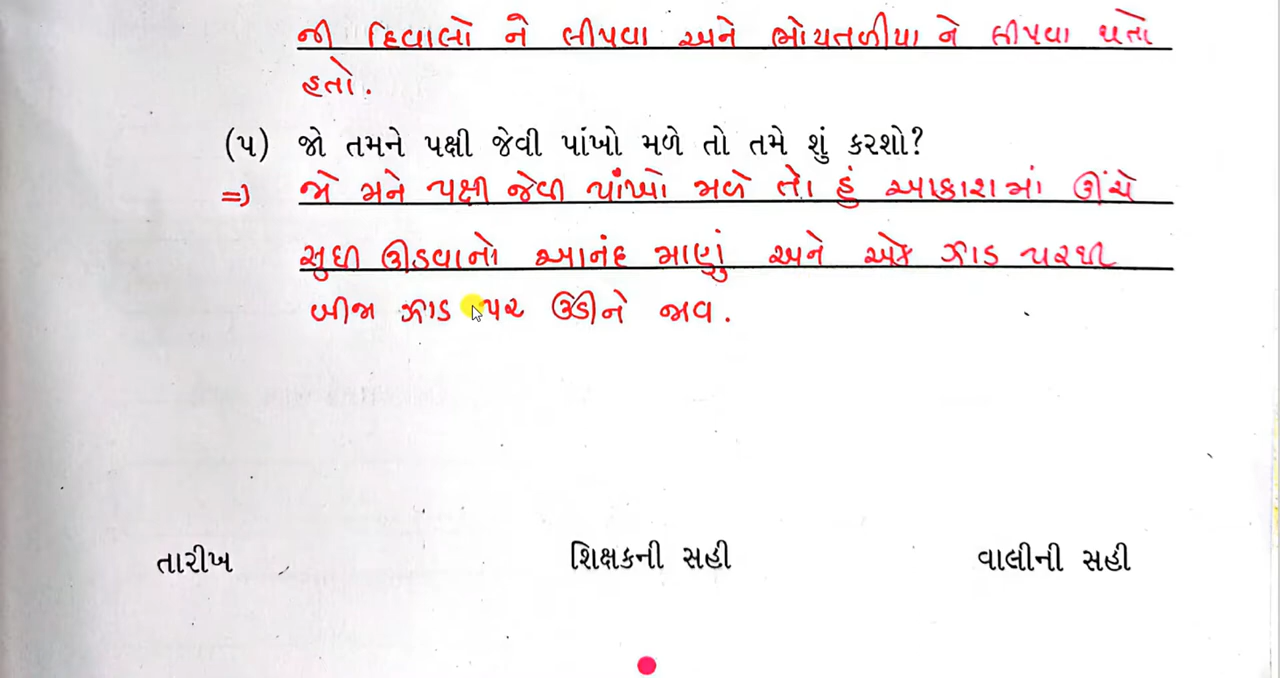 ની દિવાલો ને લીપવા અને ભોયતળીયા ને લીપવા થતો
હતો.
(૫) જો તમને પક્ષી જેવી પાંખો મળે તો તમે શું કરશો?
=) જો મને પક્ષી જેવી પાંખો મળે તો હું આકાશમાં ઊંચે
સુધી ઊડવાનો આનંદ માણું અને એક ઝાડ પરથી
બીજા ઝાડ પર ઊડીને જાવ.
તારીખ શિક્ષકની સહી વાલીની સહી